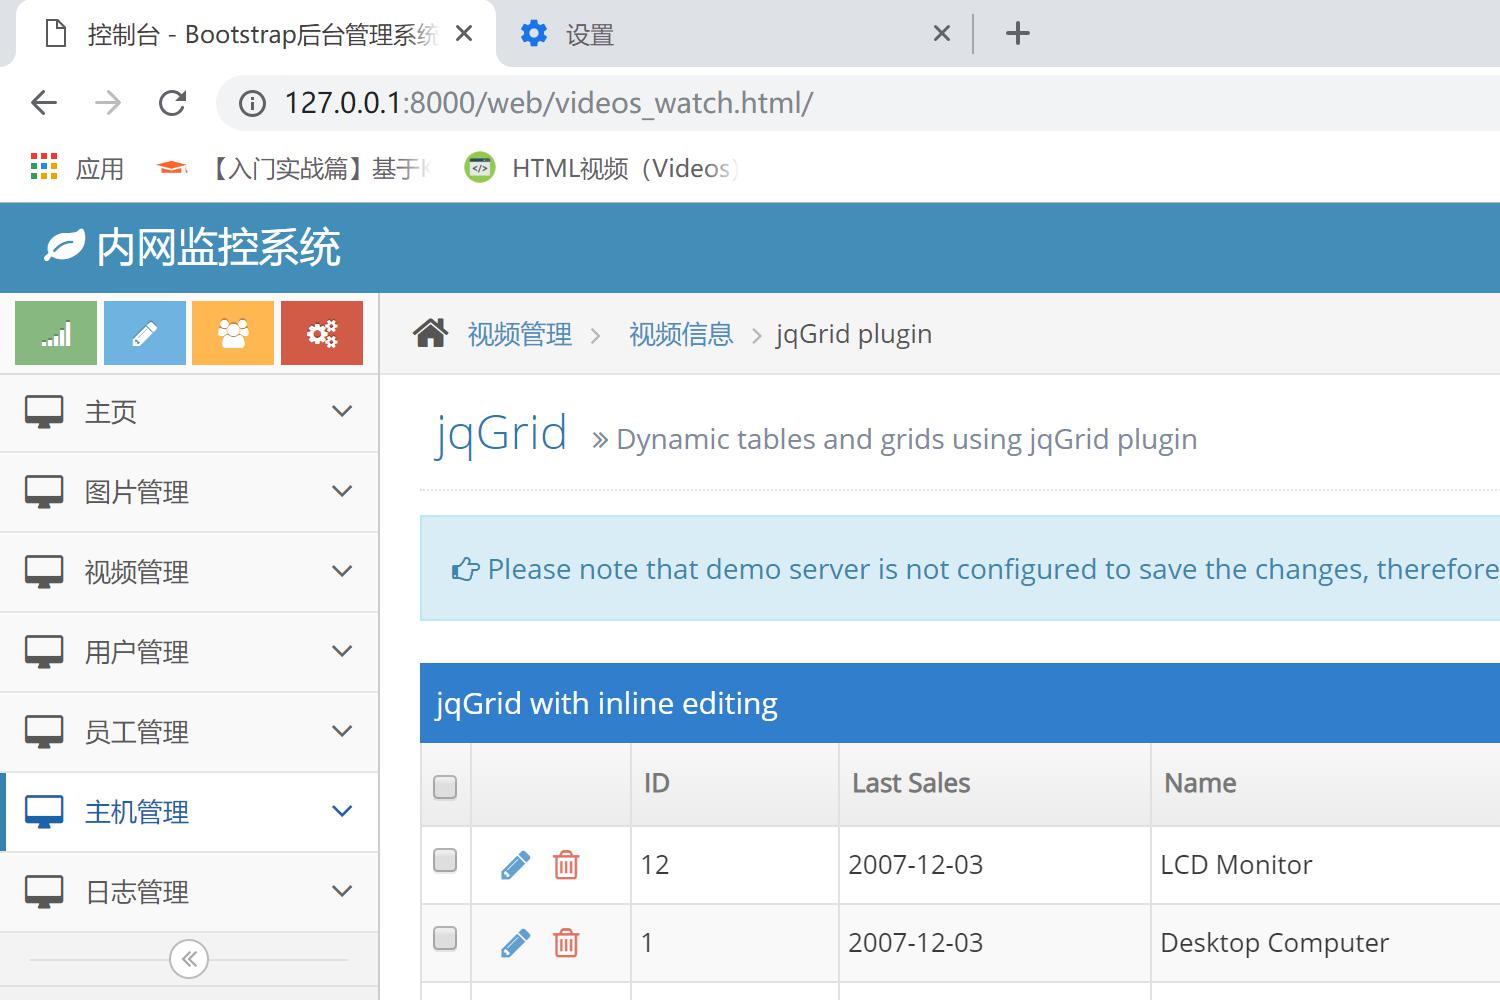 控制台 - Bootstrap后台管理系统
设置
127.0.0.1:8000/web/videos_watch.html/
应用
【入门实战篇】基于
HTML视频（Videos）
内网监控系统
视频管理
视频信息
jqGrid plugin
主页
图片管理
视频管理
用户管理
员工管理
主机管理
日志管理
jqGrid
Dynamic tables and grids using jqGrid plugin
Please note that demo server is not configured to save the changes, therefore
jqGrid with inline editing
ID Last Sales Name
12 2007-12-03 LCD Monitor
1 2007-12-03 Desktop Computer